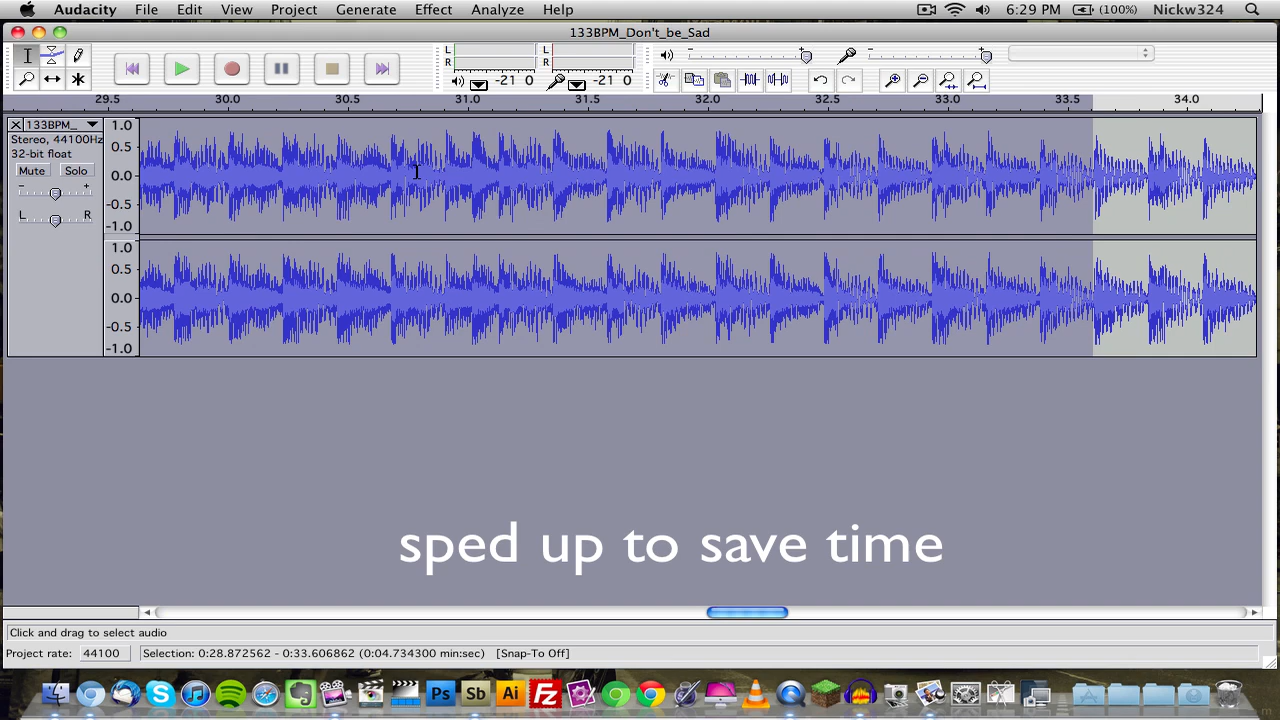 Audacity File Edit View Project Generate Effect Analyze Help 6:29 PM (100%) Nickw324
133BPM_Don't_be_Sad
L
R
-21 0
L
R
-21 0
29.5 30.0 30.5 31.0 31.5 32.0 32.5 33.0 33.5 34.0
133BPM_
Stereo, 44100Hz
32-bit float
Mute Solo
- +
L R
1.0
0.5
0.0
-0.5
-1.0
1.0
0.5
0.0
-0.5
-1.0
sped up to save time
Click and drag to select audio
Project rate: 44100 Selection: 0:28.872562 - 0:33.606862 (0:04.734300 min:sec) [Snap-To Off]
Ps Sb Ai Fz